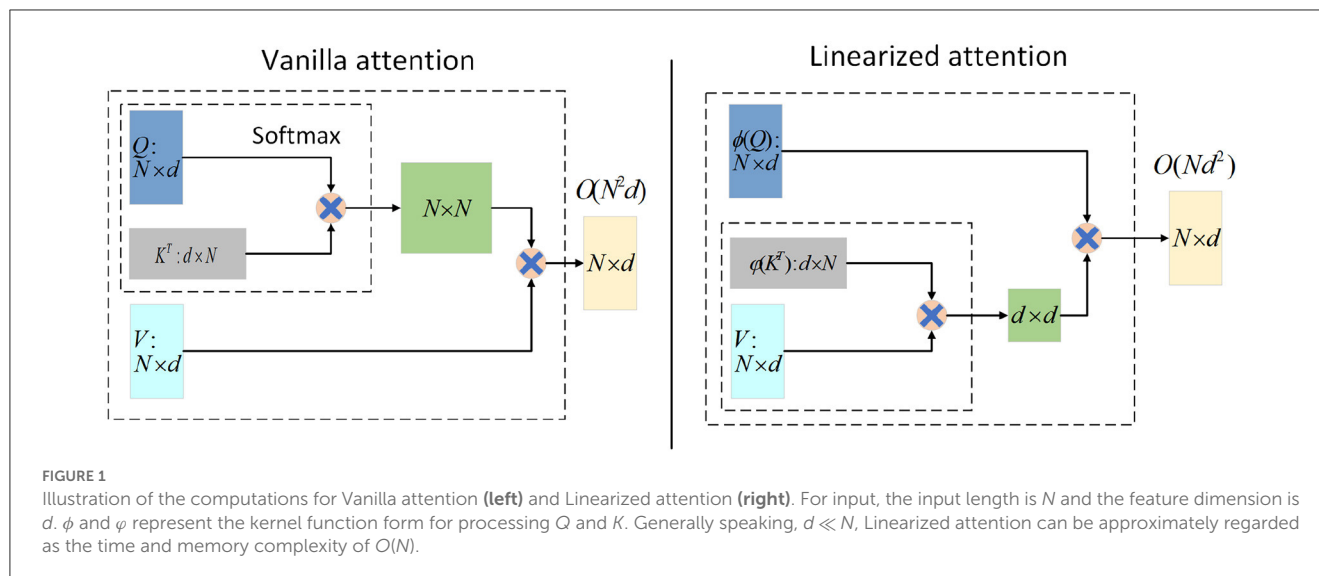 Vanilla attention
Q:
N×d
Softmax
K^T : d×N
N×N
V:
N×d
O(N²d)
N×d
Linearized attention
ϕ(Q):
N×d
φ(K^T): d×N
V:
N×d
d×d
O(Nd²)
N×d
FIGURE 1
Illustration of the computations for Vanilla attention (left) and Linearized attention (right). For input, the input length is N and the feature dimension is
d. ϕ and φ represent the kernel function form for processing Q and K. Generally speaking, d ≪ N, Linearized attention can be approximately regarded
as the time and memory complexity of O(N).